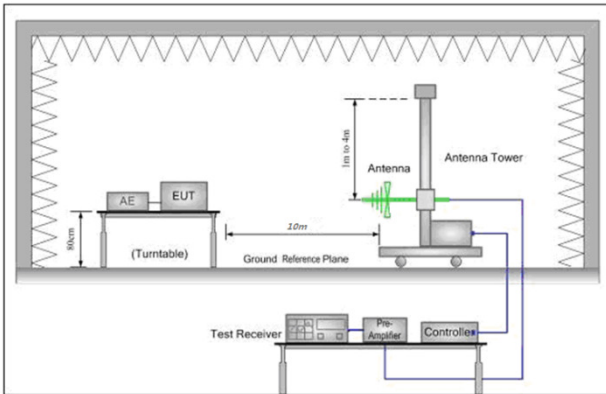 1m to 4m
Antenna
Antenna Tower
AE
EUT
80cm
(Turntable)
10m
Ground Reference Plane
Test Receiver
Pre-
Amplifier
Controller